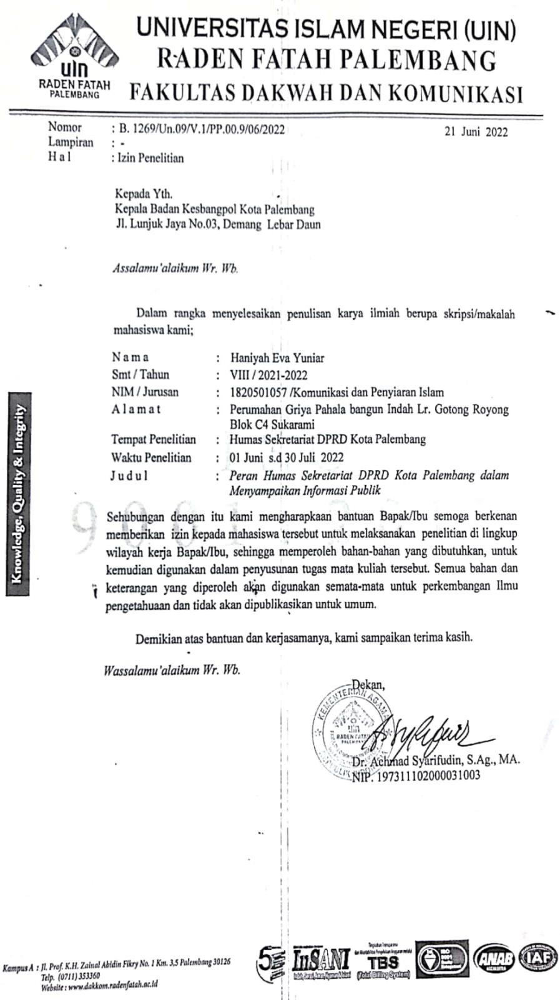 UNIVERSITAS ISLAM NEGERI (UIN)
RADEN FATAH PALEMBANG
FAKULTAS DAKWAH DAN KOMUNIKASI
uin
RADEN FATAH
PALEMBANG
Nomor : B. 1269/Un.09/V.1/PP.00.9/06/2022 21 Juni 2022
Lampiran : -
Hal : Izin Penelitian
Kepada Yth.
Kepala Badan Kesbangpol Kota Palembang
Jl. Lunjuk Jaya No.03, Demang Lebar Daun
Assalamu'alaikum Wr. Wb.
Dalam rangka menyelesaikan penulisan karya ilmiah berupa skripsi/makalah
mahasiswa kami;
Nama : Haniyah Eva Yuniar
Smt / Tahun : VIII / 2021-2022
NIM / Jurusan : 1820501057 /Komunikasi dan Penyiaran Islam
Alamat : Perumahan Griya Pahala bangun Indah Lr. Gotong Royong
Blok C4 Sukarami
Tempat Penelitian : Humas Sekretariat DPRD Kota Palembang
Waktu Penelitian : 01 Juni s.d 30 Juli 2022
Judul : Peran Humas Sekretariat DPRD Kota Palembang dalam
Menyampaikan Informasi Publik
Sehubungan dengan itu kami mengharapkaan bantuan Bapak/Ibu semoga berkenan
memberikan izin kepada mahasiswa tersebut untuk melaksanakan penelitian di lingkup
wilayah kerja Bapak/Ibu, sehingga memperoleh bahan-bahan yang dibutuhkan, untuk
kemudian digunakan dalam penyusunan tugas mata kuliah tersebut. Semua bahan dan
keterangan yang diperoleh akan digunakan semata-mata untuk perkembangan Ilmu
pengetahuaan dan tidak akan dipublikasikan untuk umum.
Demikian atas bantuan dan kerjasamanya, kami sampaikan terima kasih.
Wassalamu'alaikum Wr. Wb.
Dekan,
KEMENTERIAN AGAMA
uin
RADEN FATAH
PALEMBANG
Dr. Achmad Syarifudin, S.Ag., MA.
NIP. 197311102000031003
Knowledge, Quality & Integrity
Kampus A : Jl. Prof. K.H. Zainal Abidin Fikry No. 1 Km. 3,5 Palembang 30126
Telp. (0711) 353360
Website : www.dakkom.radenfatah.ac.id
InSANI
TBS
(Total Billing System)
ISO
ANAB
IAF